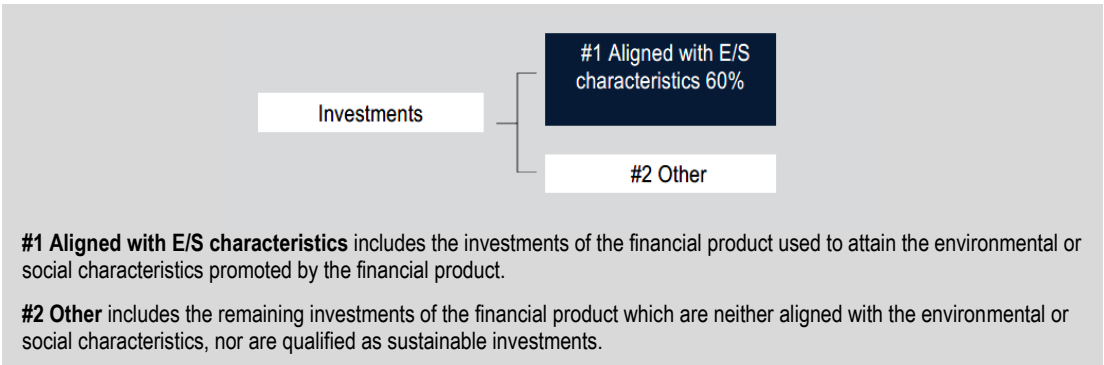 #1 Aligned with E/S
characteristics 60%
Investments
#2 Other
#1 Aligned with E/S characteristics includes the investments of the financial product used to attain the environmental or
social characteristics promoted by the financial product.
#2 Other includes the remaining investments of the financial product which are neither aligned with the environmental or
social characteristics, nor are qualified as sustainable investments.